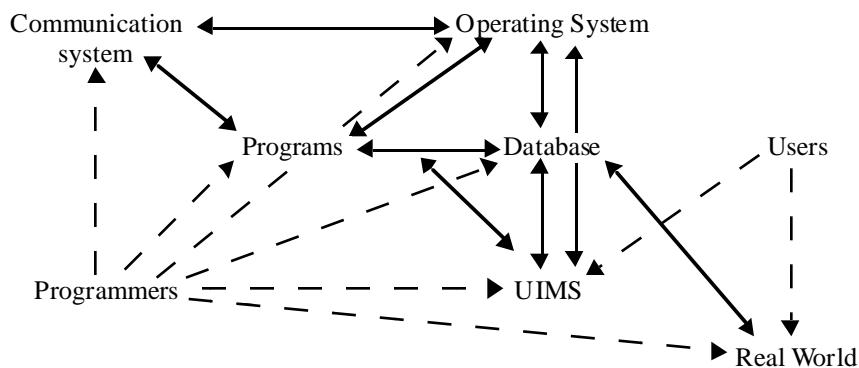 Communication
system
Operating System
Programs
Database
Users
Programmers
UIMS
Real World